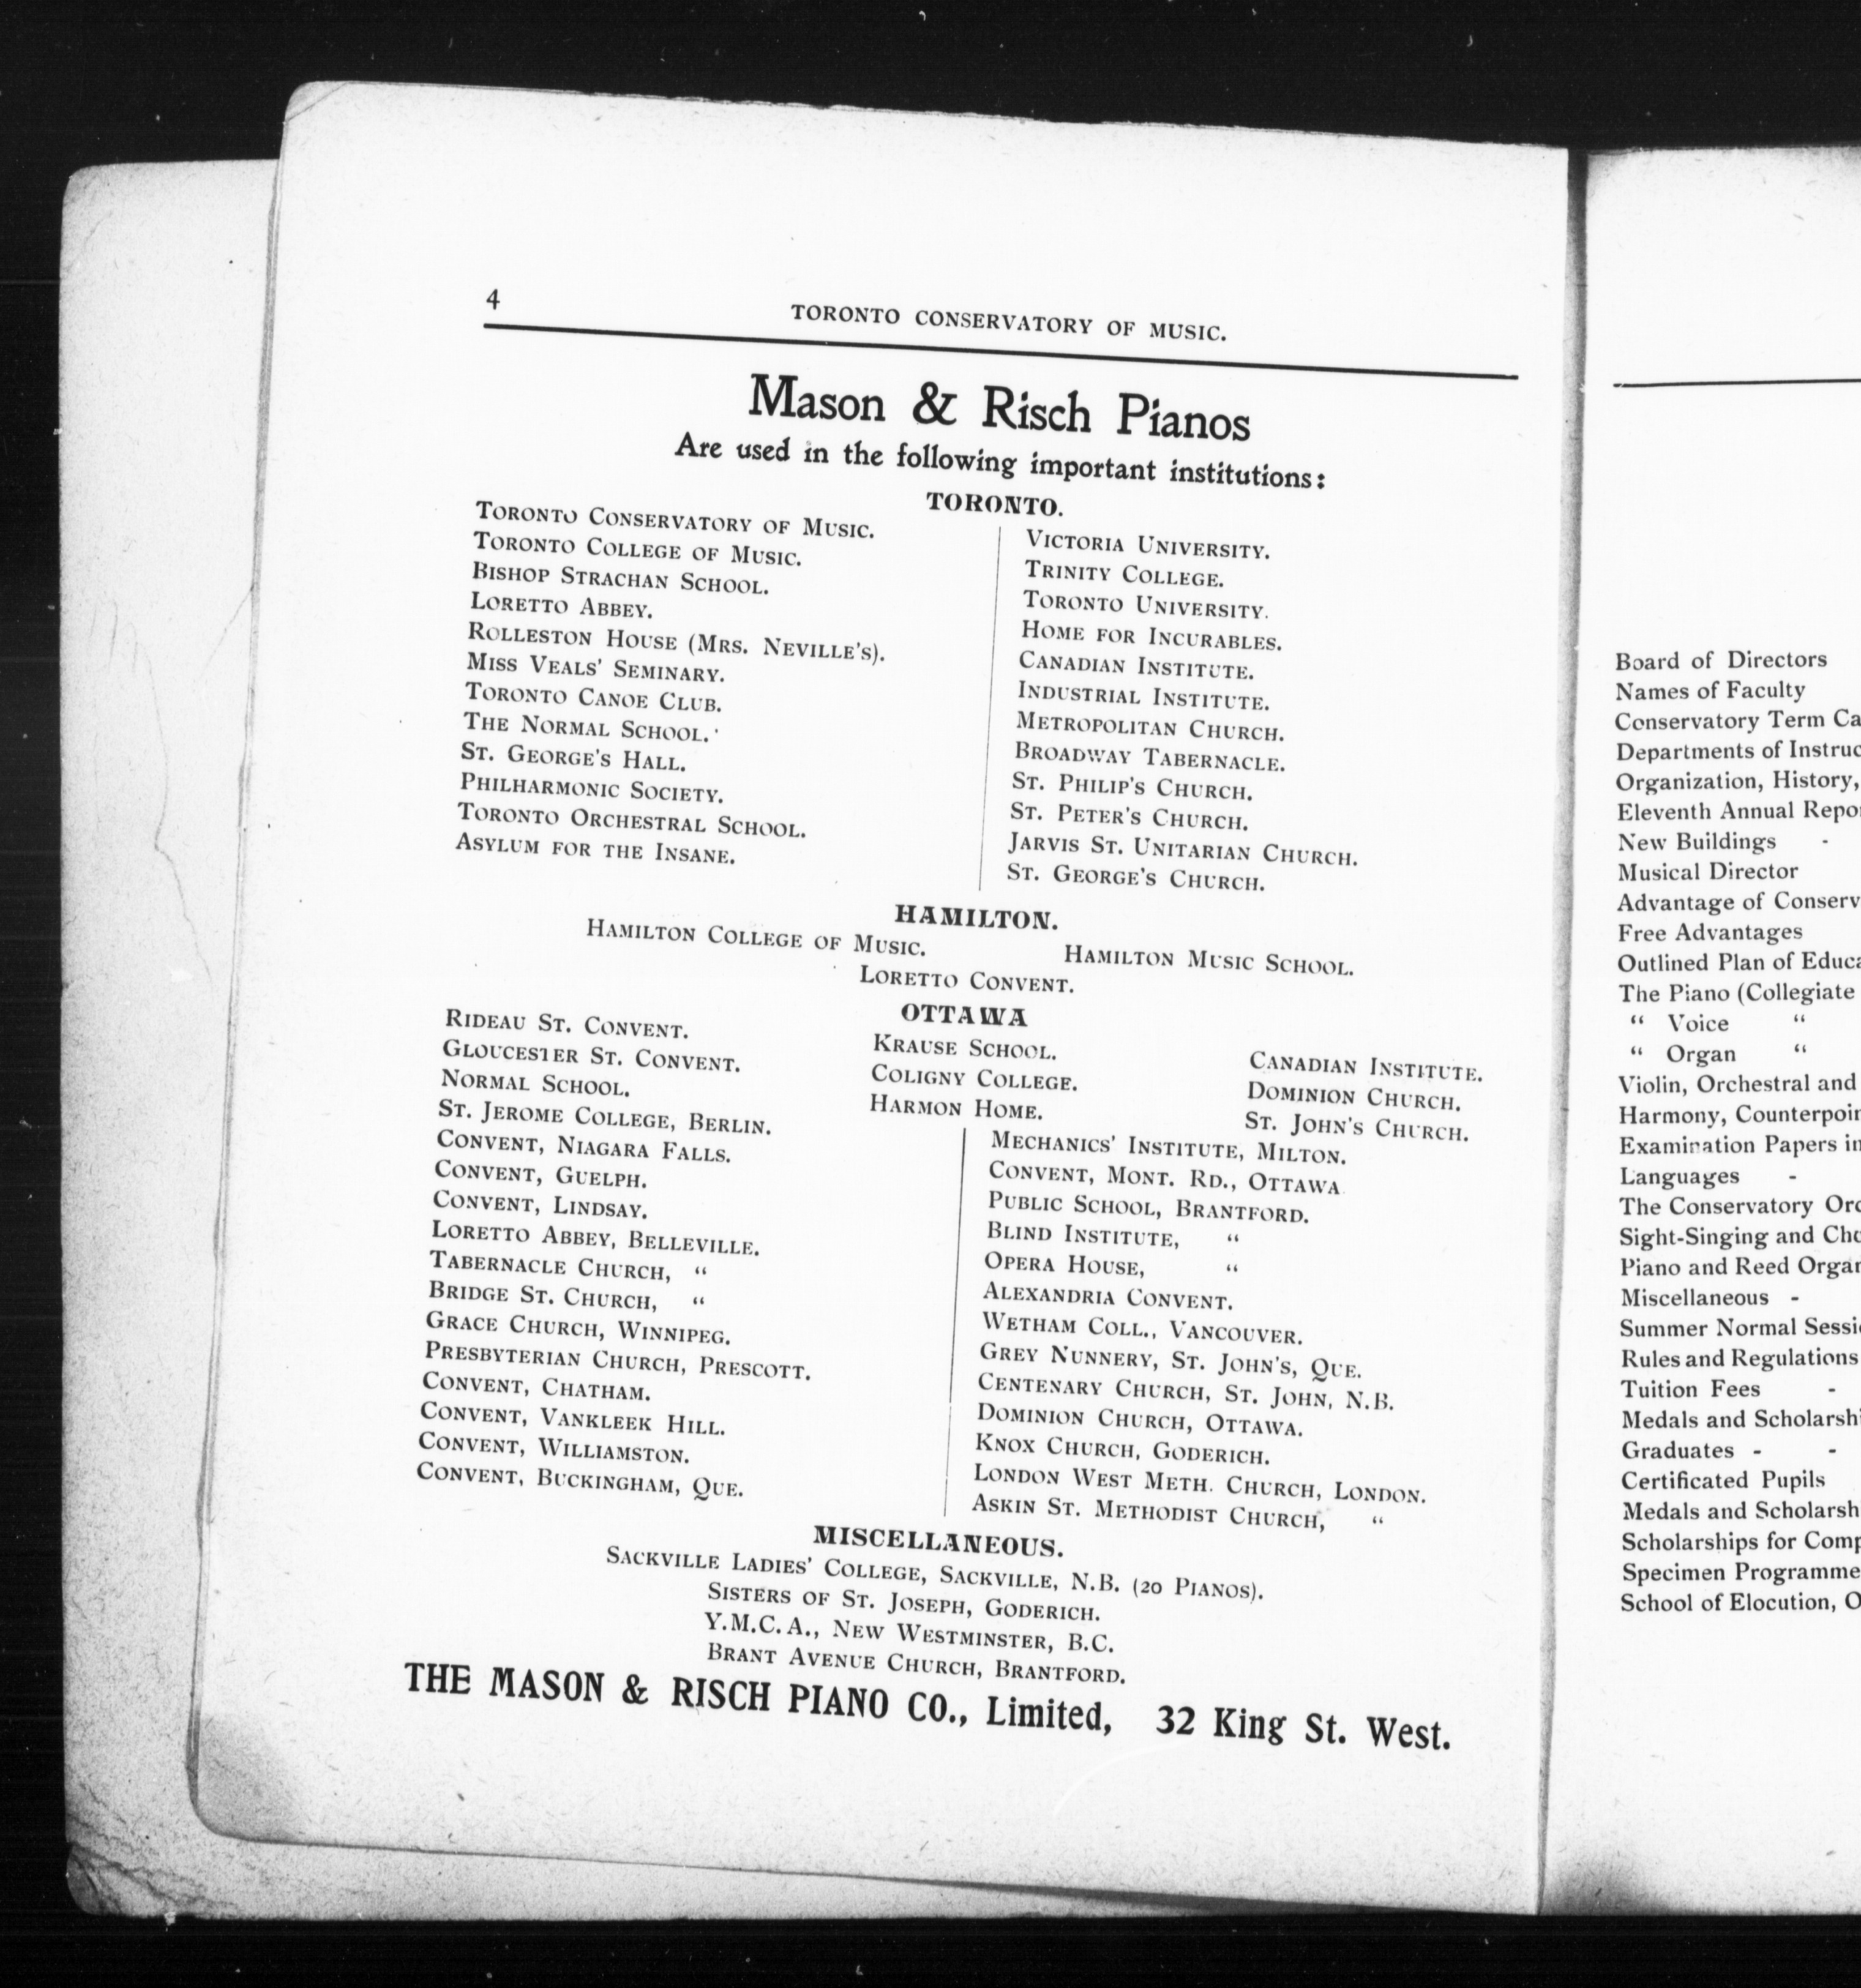 4
TORONTO CONSERVATORY OF MUSIC.
Mason & Risch Pianos
Are used in the following important institutions:
TORONTO.
TORONTO CONSERVATORY OF MUSIC.
TORONTO COLLEGE OF MUSIC.
BISHOP STRACHAN SCHOOL.
LORETTO ABBEY.
ROLLESTON HOUSE (MRS. NEVILLE'S).
MISS VEALS' SEMINARY.
TORONTO CANOE CLUB.
THE NORMAL SCHOOL.
ST. GEORGE'S HALL.
PHILHARMONIC SOCIETY.
TORONTO ORCHESTRAL SCHOOL.
ASYLUM FOR THE INSANE.
VICTORIA UNIVERSITY.
TRINITY COLLEGE.
TORONTO UNIVERSITY.
HOME FOR INCURABLES.
CANADIAN INSTITUTE.
INDUSTRIAL INSTITUTE.
METROPOLITAN CHURCH.
BROADWAY TABERNACLE.
ST. PHILIP'S CHURCH.
ST. PETER'S CHURCH.
JARVIS ST. UNITARIAN CHURCH.
ST. GEORGE'S CHURCH.
HAMILTON.
HAMILTON COLLEGE OF MUSIC. HAMILTON MUSIC SCHOOL.
LORETTO CONVENT.
OTTAWA
RIDEAU ST. CONVENT.
GLOUCESTER ST. CONVENT.
NORMAL SCHOOL.
KRAUSE SCHOOL.
COLIGNY COLLEGE.
HARMON HOME.
CANADIAN INSTITUTE.
DOMINION CHURCH.
ST. JOHN'S CHURCH.
ST. JEROME COLLEGE, BERLIN.
CONVENT, NIAGARA FALLS.
CONVENT, GUELPH.
CONVENT, LINDSAY.
LORETTO ABBEY, BELLEVILLE.
TABERNACLE CHURCH, “
BRIDGE ST. CHURCH, “
GRACE CHURCH, WINNIPEG.
PRESBYTERIAN CHURCH, PRESCOTT.
CONVENT, CHATHAM.
CONVENT, VANKLEEK HILL.
CONVENT, WILLIAMSTON.
CONVENT, BUCKINGHAM, QUE.
MECHANICS' INSTITUTE, MILTON.
CONVENT, MONT. RD., OTTAWA
PUBLIC SCHOOL, BRANTFORD.
BLIND INSTITUTE, “
OPERA HOUSE, “
ALEXANDRIA CONVENT.
WETHAM COLL., VANCOUVER.
GREY NUNNERY, ST. JOHN'S, QUE.
CENTENARY CHURCH, ST. JOHN, N.B.
DOMINION CHURCH, OTTAWA.
KNOX CHURCH, GODERICH.
LONDON WEST METH. CHURCH, LONDON.
ASKIN ST. METHODIST CHURCH, “
MISCELLANEOUS.
SACKVILLE LADIES' COLLEGE, SACKVILLE, N.B. (20 PIANOS).
SISTERS OF ST. JOSEPH, GODERICH.
Y.M.C.A., NEW WESTMINSTER, B.C.
BRANT AVENUE CHURCH, BRANTFORD.
THE MASON & RISCH PIANO CO., Limited, 32 King St. West.
Board of Directors
Names of Faculty
Conservatory Term Ca
Departments of Instruc
Organization, History,
Eleventh Annual Repo
New Buildings -
Musical Director
Advantage of Conserv
Free Advantages
Outlined Plan of Educa
The Piano (Collegiate
“ Voice “
“ Organ “
Violin, Orchestral and
Harmony, Counterpoin
Examination Papers in
Languages -
The Conservatory Orc
Sight-Singing and Cho
Piano and Reed Organ
Miscellaneous -
Summer Normal Sessi
Rules and Regulations
Tuition Fees -
Medals and Scholarshi
Graduates - -
Certificated Pupils
Medals and Scholarsh
Scholarships for Comp
Specimen Programme
School of Elocution, O